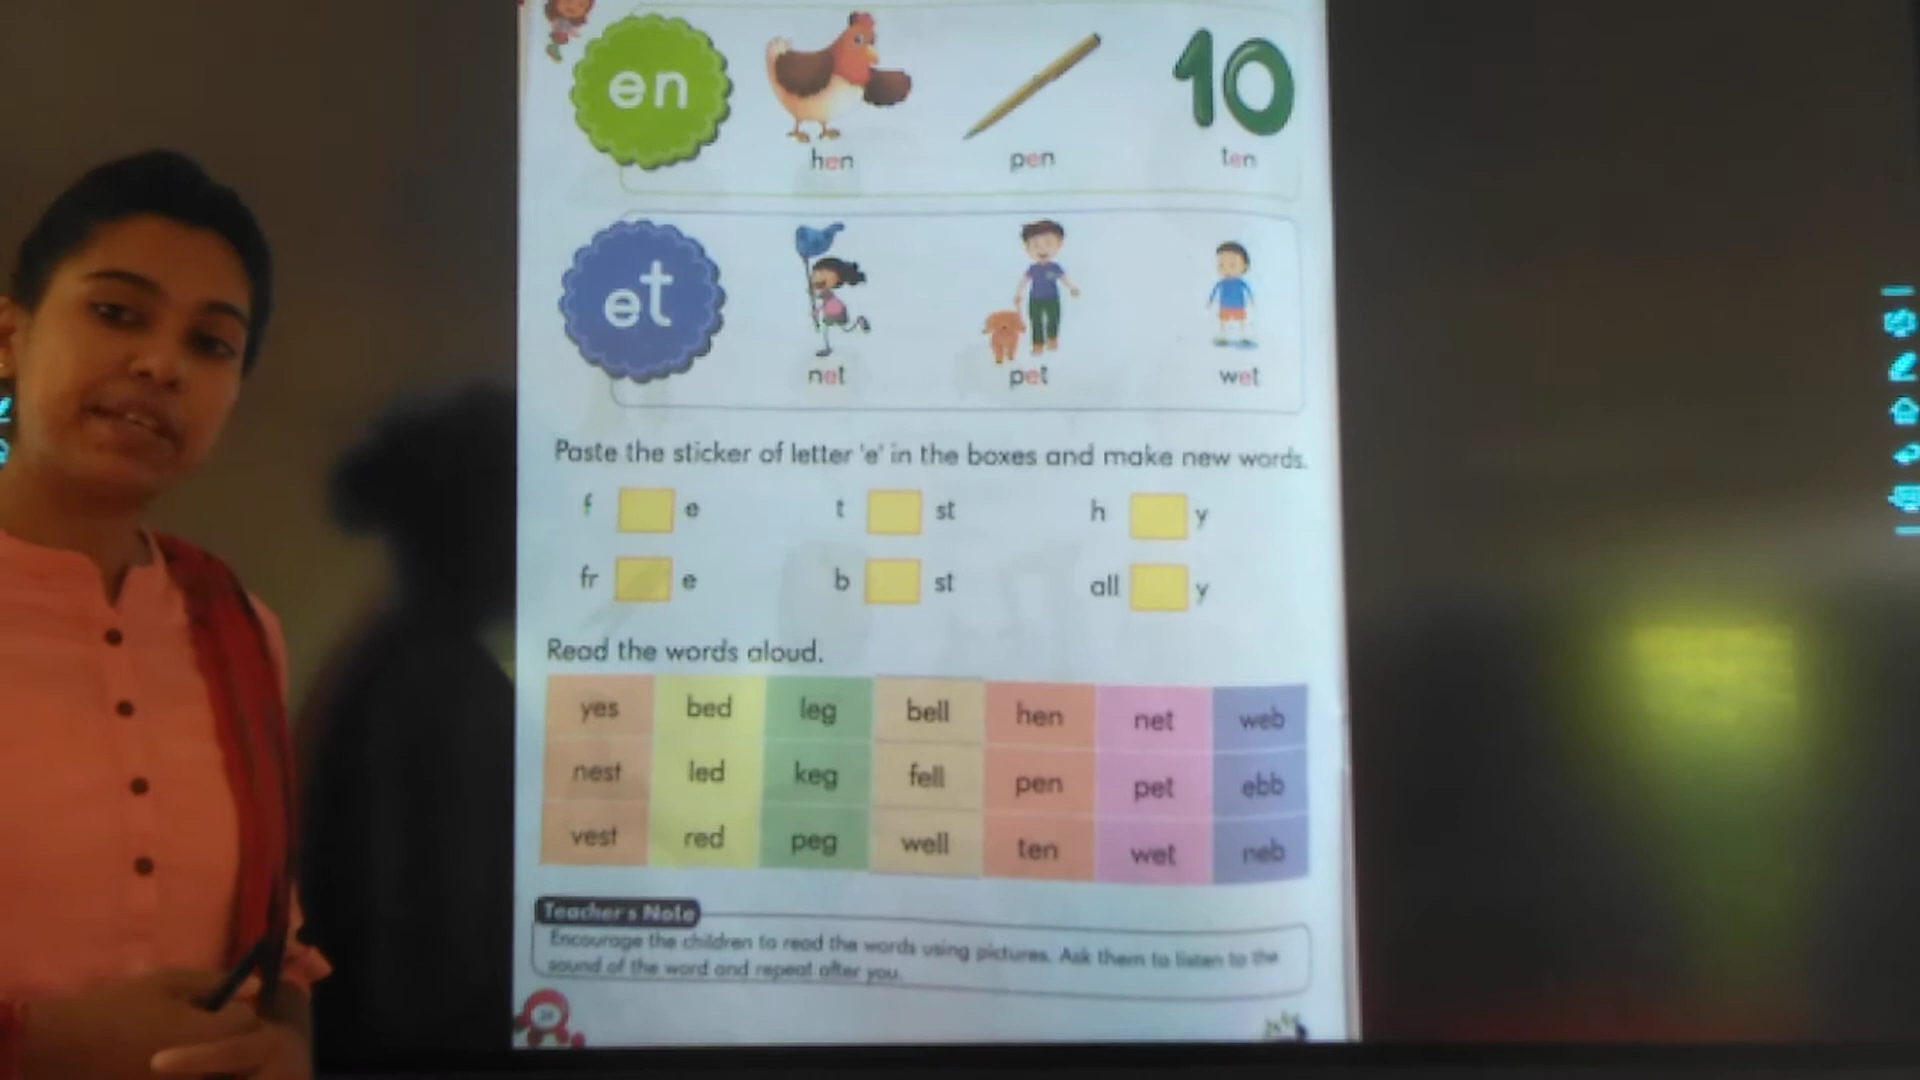 en
10
hen pen ten
et
net pet wet
Paste the sticker of letter 'e' in the boxes and make new words.
f e t st h y
fr e b st all y
Read the words aloud.
yes bed leg bell hen net web
nest led keg fell pen pet ebb
vest red peg well ten wet neb
Teacher's Note
Encourage the children to read the words using pictures. Ask them to listen to the
sound of the word and repeat after you.